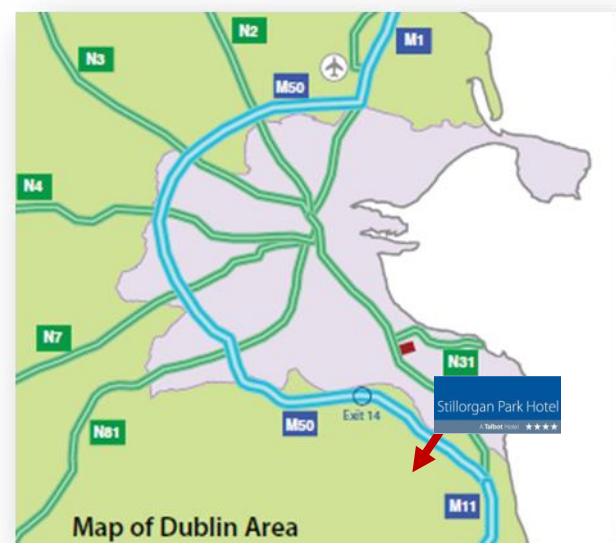 N2
M1
N3
M50
N4
N7
N31
Stillorgan Park Hotel
A Talbot Hotel ★★★★
Exit 14
M50
N81
M11
Map of Dublin Area